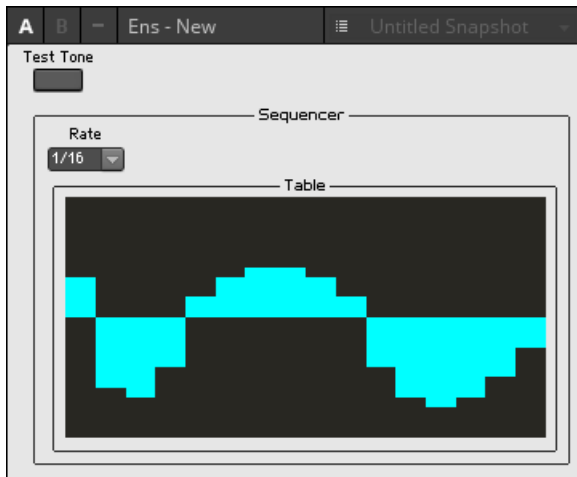 A B Ens - New Untitled Snapshot
Test Tone
Sequencer
Rate
1/16
Table